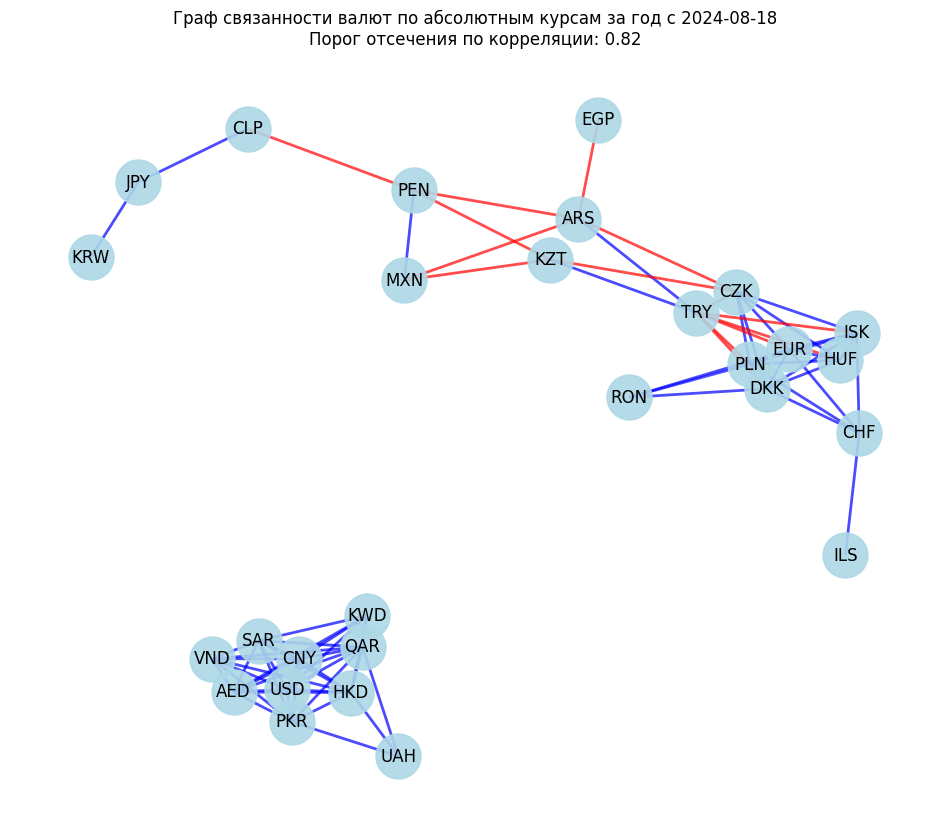 Граф связанности валют по абсолютным курсам за год с 2024-08-18
Порог отсечения по корреляции: 0.82
EGP
CLP
JPY
PEN
ARS
KRW
KZT
MXN
CZK
TRY
ISK
EUR
HUF
PLN
DKK
RON
CHF
ILS
KWD
SAR
QAR
VND
CNY
USD
AED
HKD
PKR
UAH